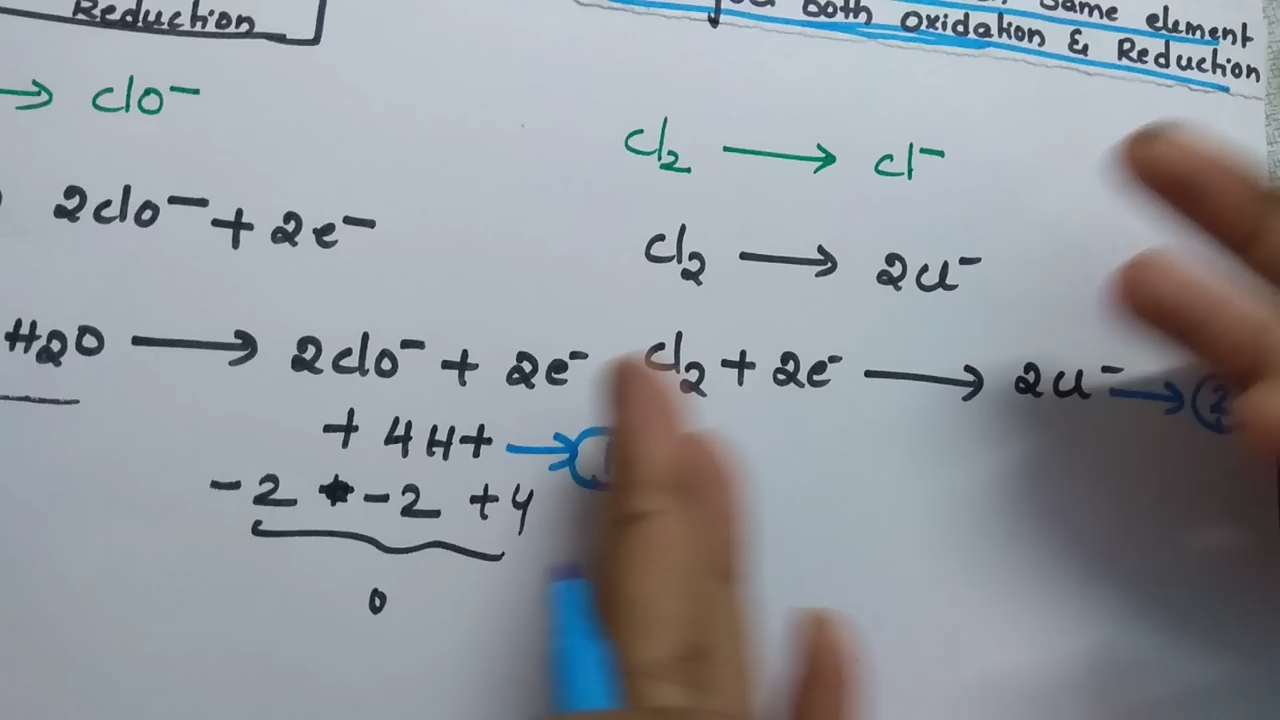 Reduction
same element
both oxidation & Reduction
→ clo⁻
Cl₂ → cl⁻
2clo⁻ + 2e⁻
Cl₂ → 2cl⁻
H2O → 2clo⁻ + 2e⁻
+ 4H+ →
-2 -2 +4
0
Cl₂ + 2e⁻ → 2cl⁻ → 2